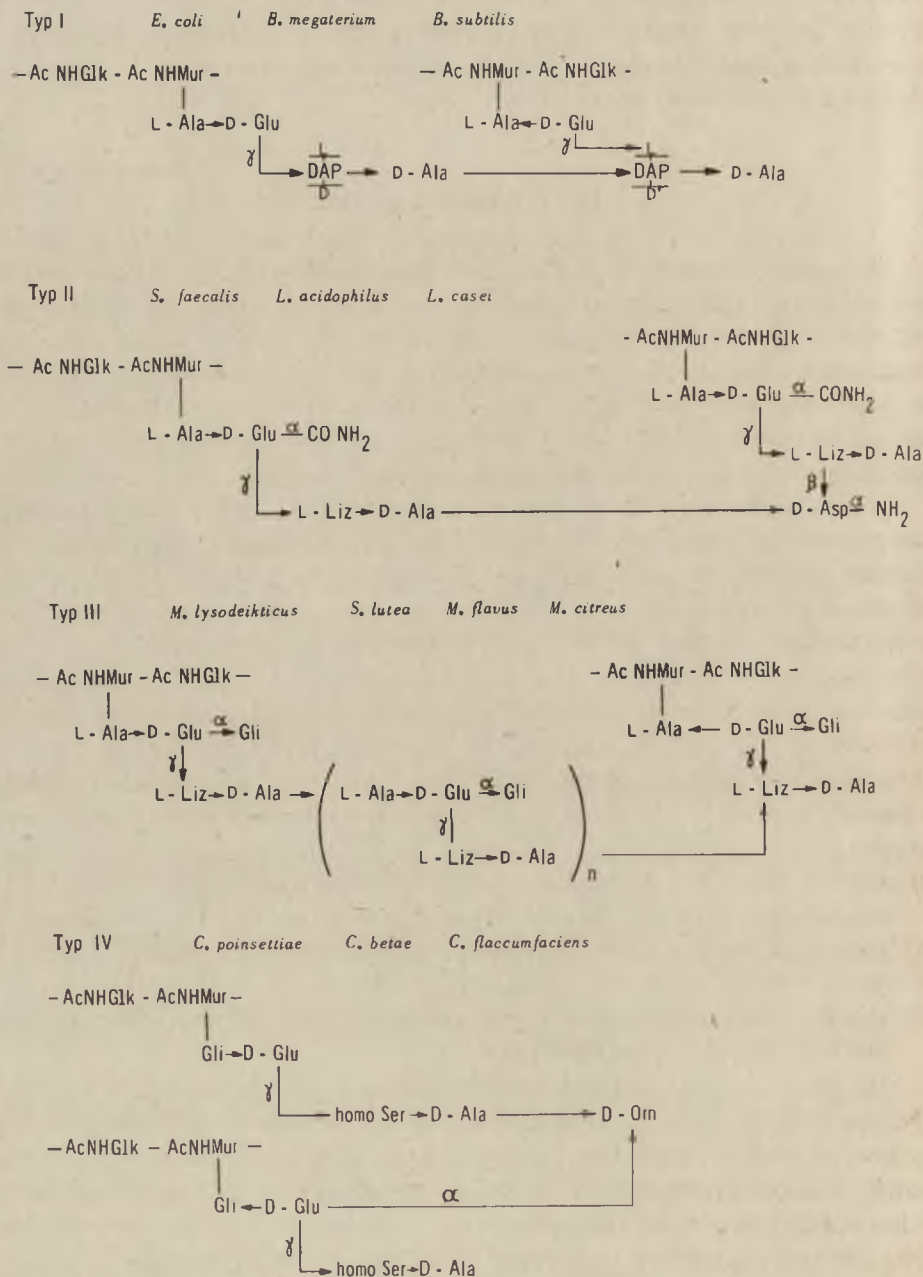 Typ I E. coli B. megaterium B. subtilis
— Ac NHGlk - Ac NHMur - — Ac NHMur - Ac NHGlk -
L - Ala→D - Glu L - Ala←D - Glu
γ γ L
L
DAP → D - Ala → DAP → D - Ala
D D
Typ II S. faecalis L. acidophilus L. casei
- AcNHMur - AcNHGlk -
— Ac NHGlk - AcNHMur —
L - Ala→D - Glu α CONH2
L - Ala→D - Glu α CO NH2
γ L - Liz→D - Ala
γ β
L - Liz→D - Ala → D - Asp α NH2
Typ III M. lysodeikticus S. lutea M. flavus M. citreus
— Ac NHMur - Ac NHGlk — - Ac NHMur - Ac NHGlk -
L - Ala→D - Glu α→Gli L - Ala ← D - Glu α→Gli
γ γ
L - Liz→D - Ala → ( L - Ala→D - Glu α→Gli L - Liz→D - Ala
γ
L - Liz→D - Ala )n
Typ IV C. poinsettiae C. betae C. flaccumfaciens
— AcNHGlk - AcNHMur —
Gli→D - Glu
γ
homo Ser→D - Ala → D - Orn
— AcNHGlk — AcNHMur —
α
Gli←D - Glu
γ
homo Ser→D - Ala